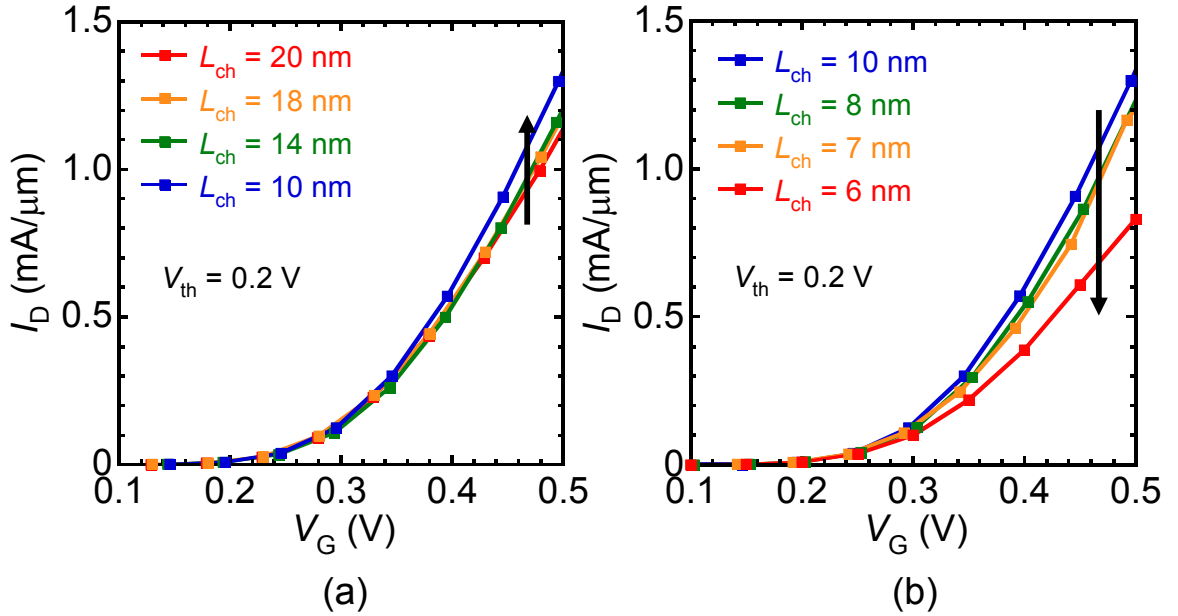 1.5
1.0
0.5
0
I_D (mA/μm)
L_ch = 20 nm
L_ch = 18 nm
L_ch = 14 nm
L_ch = 10 nm
V_th = 0.2 V
0.1 0.2 0.3 0.4 0.5
V_G (V)
(a)
1.5
1.0
0.5
0
I_D (mA/μm)
L_ch = 10 nm
L_ch = 8 nm
L_ch = 7 nm
L_ch = 6 nm
V_th = 0.2 V
0.1 0.2 0.3 0.4 0.5
V_G (V)
(b)